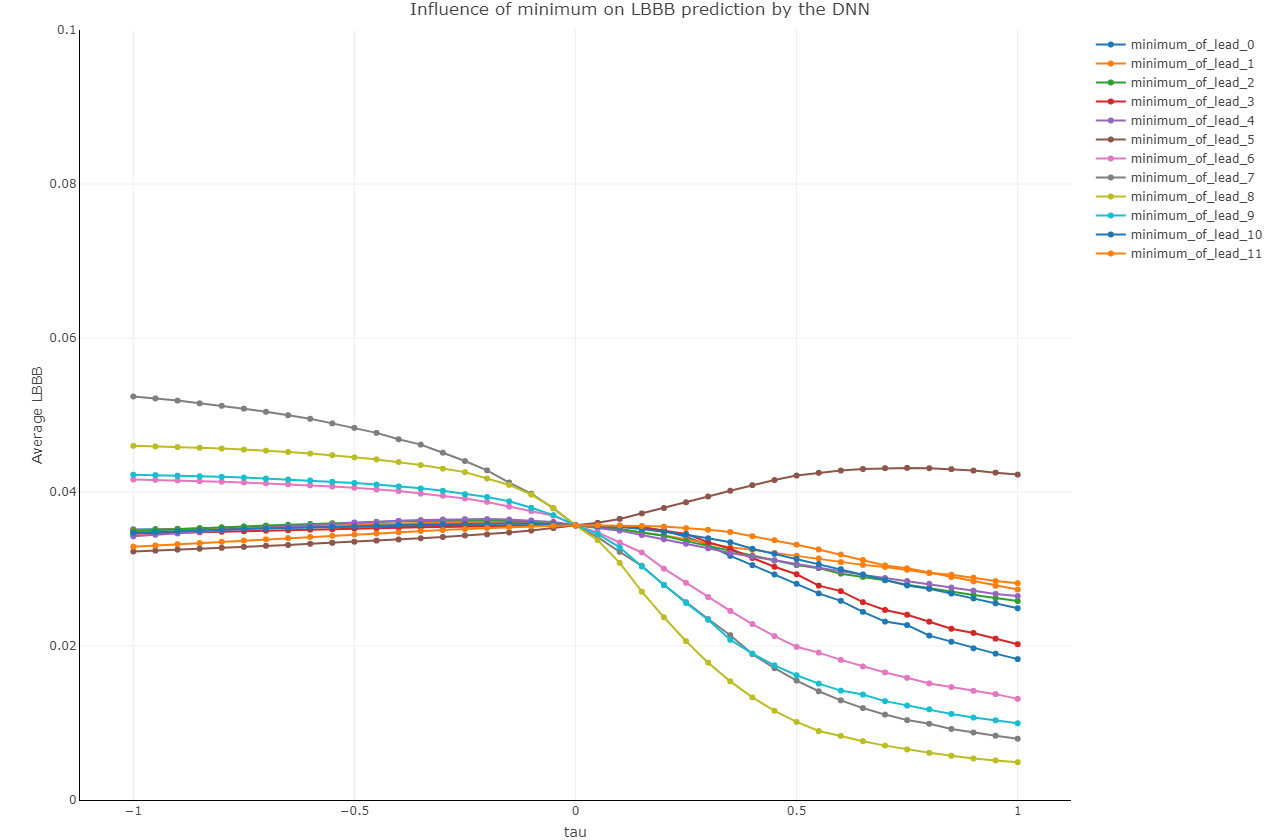 Influence of minimum on LBBB prediction by the DNN
0.1
0.08
0.06
0.04
0.02
0
Average LBBB
−1
−0.5
0
0.5
1
tau
minimum_of_lead_0
minimum_of_lead_1
minimum_of_lead_2
minimum_of_lead_3
minimum_of_lead_4
minimum_of_lead_5
minimum_of_lead_6
minimum_of_lead_7
minimum_of_lead_8
minimum_of_lead_9
minimum_of_lead_10
minimum_of_lead_11